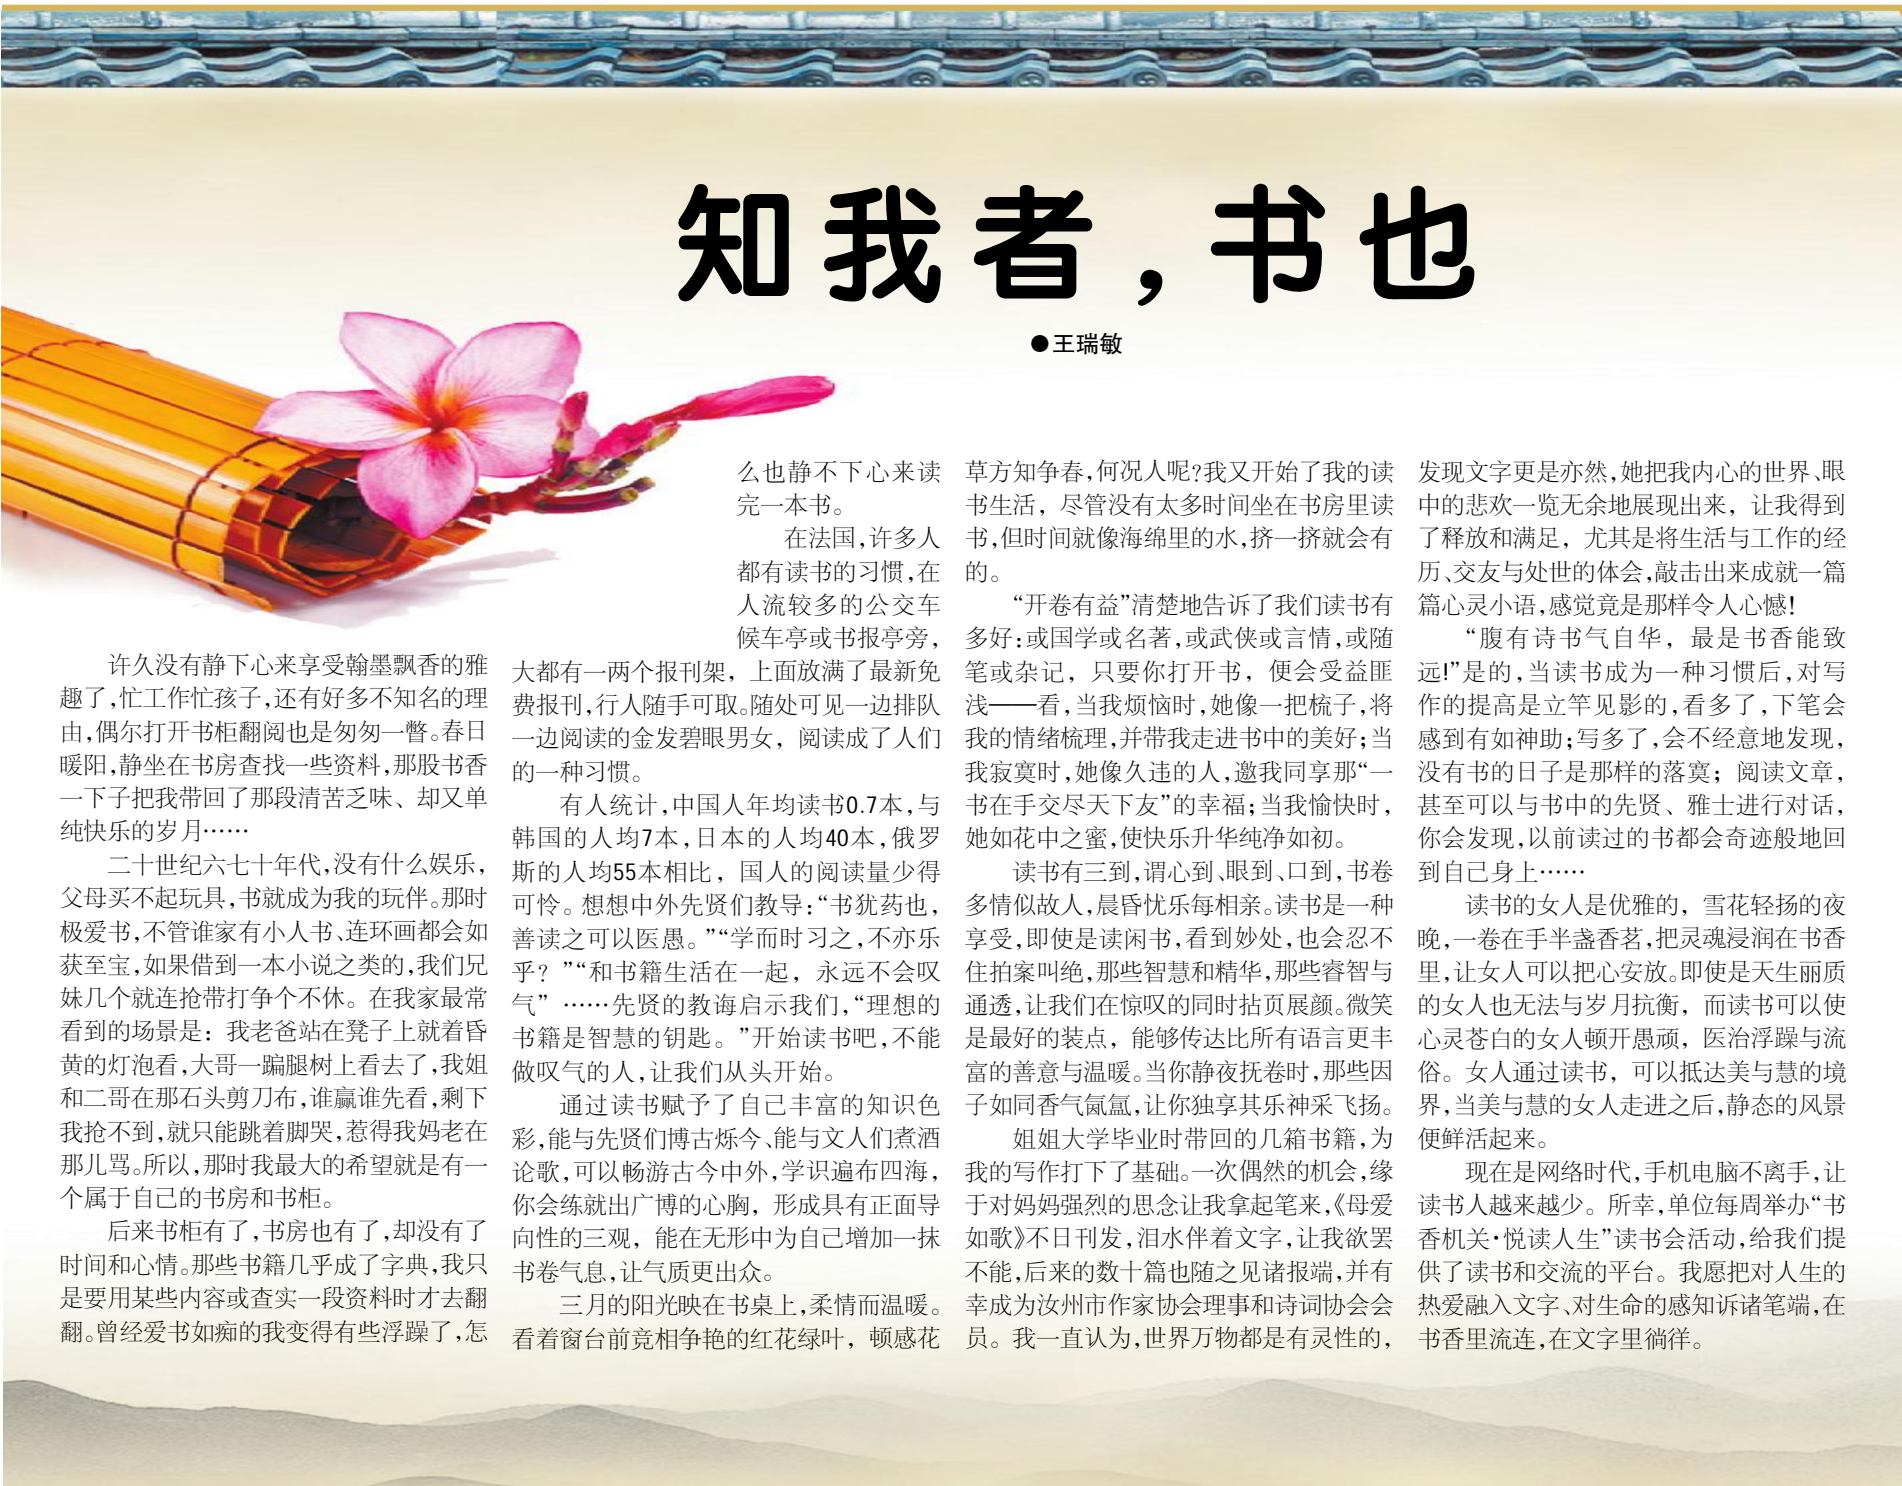 知我者，书也
●王瑞敏
许久没有静下心来享受翰墨飘香的雅
趣了，忙工作忙孩子，还有好多不知名的理
由，偶尔打开书柜翻阅也是匆匆一瞥。春日
暖阳，静坐在书房查找一些资料，那股书香
一下子把我带回了那段清苦乏味、却又单
纯快乐的岁月……
二十世纪六七十年代，没有什么娱乐，
父母买不起玩具，书就成为我的玩伴。那时
极爱书，不管谁家有小人书、连环画都会如
获至宝，如果借到一本小说之类的，我们兄
妹几个就连抢带打争个不休。在我家最常
看到的场景是：我老爸站在凳子上就着昏
黄的灯泡看，大哥一蹁腿树上看去了，我姐
和二哥在那石头剪刀布，谁赢谁先看，剩下
我抢不到，就只能跳着脚哭，惹得我妈老在
那儿骂。所以，那时我最大的希望就是有一
个属于自己的书房和书柜。
后来书柜有了，书房也有了，却没有了
时间和心情。那些书籍几乎成了字典，我只
是要用某些内容或查实一段资料时才去翻
翻。曾经爱书如痴的我变得有些浮躁了，怎
么也静不下心来读
完一本书。
在法国，许多人
都有读书的习惯，在
人流较多的公交车
候车亭或书报亭旁，
大都有一两个报刊架，上面放满了最新免
费报刊，行人随手可取。随处可见一边排队
一边阅读的金发碧眼男女，阅读成了人们
的一种习惯。
有人统计，中国人年均读书0.7本，与
韩国的人均7本，日本的人均40本，俄罗
斯的人均55本相比，国人的阅读量少得
可怜。想想中外先贤们教导：“书犹药也，
善读之可以医愚。”“学而时习之，不亦乐
乎？”“和书籍生活在一起，永远不会叹
气”……先贤的教诲启示我们，“理想的
书籍是智慧的钥匙。”开始读书吧，不能
做叹气的人，让我们从头开始。
通过读书赋予了自己丰富的知识色
彩，能与先贤们博古烁今、能与文人们煮酒
论歌，可以畅游古今中外，学识遍布四海，
你会练就出广博的心胸，形成具有正面导
向性的三观，能在无形中为自己增加一抹
书卷气息，让气质更出众。
三月的阳光映在书桌上，柔情而温暖。
看着窗台前竞相争艳的红花绿叶，顿感花
草方知争春，何况人呢？我又开始了我的读
书生活，尽管没有太多时间坐在书房里读
书，但时间就像海绵里的水，挤一挤就会有
的。
“开卷有益”清楚地告诉了我们读书有
多好：或国学或名著，或武侠或言情，或随
笔或杂记，只要你打开书，便会受益匪
浅——看，当我烦恼时，她像一把梳子，将
我的情绪梳理，并带我走进书中的美好；当
我寂寞时，她像久违的人，邀我同享那“一
书在手交尽天下友”的幸福；当我愉快时，
她如花中之蜜，使快乐升华纯净如初。
读书有三到，谓心到、眼到、口到，书卷
多情似故人，晨昏忧乐每相亲。读书是一种
享受，即使是读闲书，看到妙处，也会忍不
住拍案叫绝，那些智慧和精华，那些睿智与
通透，让我们在惊叹的同时拈页展颜。微笑
是最好的装点，能够传达比所有语言更丰
富的善意与温暖。当你静夜抚卷时，那些因
子如同香气氤氲，让你独享其乐神采飞扬。
姐姐大学毕业时带回的几箱书籍，为
我的写作打下了基础。一次偶然的机会，缘
于对妈妈强烈的思念让我拿起笔来，《母爱
如歌》不日刊发，泪水伴着文字，让我欲罢
不能，后来的数十篇也随之见诸报端，并有
幸成为汝州市作家协会理事和诗词协会会
员。我一直认为，世界万物都是有灵性的，
发现文字更是亦然，她把我内心的世界、眼
中的悲欢一览无余地展现出来，让我得到
了释放和满足，尤其是将生活与工作的经
历、交友与处世的体会，敲击出来成就一篇
篇心灵小语，感觉竟是那样令人心憾！
“腹有诗书气自华，最是书香能致
远！”是的，当读书成为一种习惯后，对写
作的提高是立竿见影的，看多了，下笔会
感到有如神助；写多了，会不经意地发现，
没有书的日子是那样的落寞；阅读文章，
甚至可以与书中的先贤、雅士进行对话，
你会发现，以前读过的书都会奇迹般地回
到自己身上……
读书的女人是优雅的，雪花轻扬的夜
晚，一卷在手半盏香茗，把灵魂浸润在书香
里，让女人可以把心安放。即使是天生丽质
的女人也无法与岁月抗衡，而读书可以使
心灵苍白的女人顿开愚顽，医治浮躁与流
俗。女人通过读书，可以抵达美与慧的境
界，当美与慧的女人走进之后，静态的风景
便鲜活起来。
现在是网络时代，手机电脑不离手，让
读书人越来越少。所幸，单位每周举办“书
香机关·悦读人生”读书会活动，给我们提
供了读书和交流的平台。我愿把对人生的
热爱融入文字、对生命的感知诉诸笔端，在
书香里流连，在文字里徜徉。